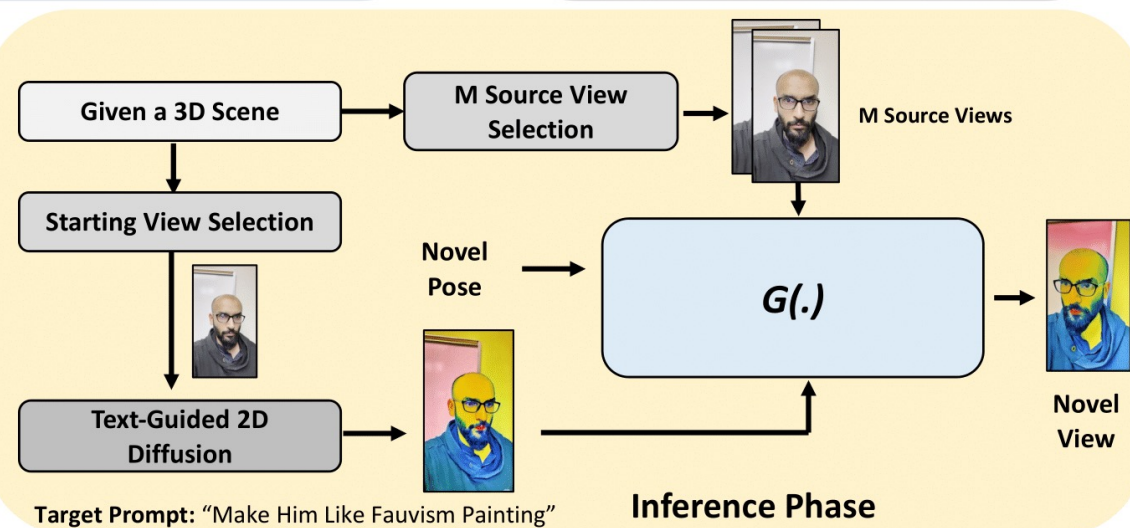 Given a 3D Scene
M Source View
Selection
M Source Views
Starting View Selection
Novel
Pose
G(.)
Text-Guided 2D
Diffusion
Novel
View
Target Prompt: “Make Him Like Fauvism Painting”
Inference Phase